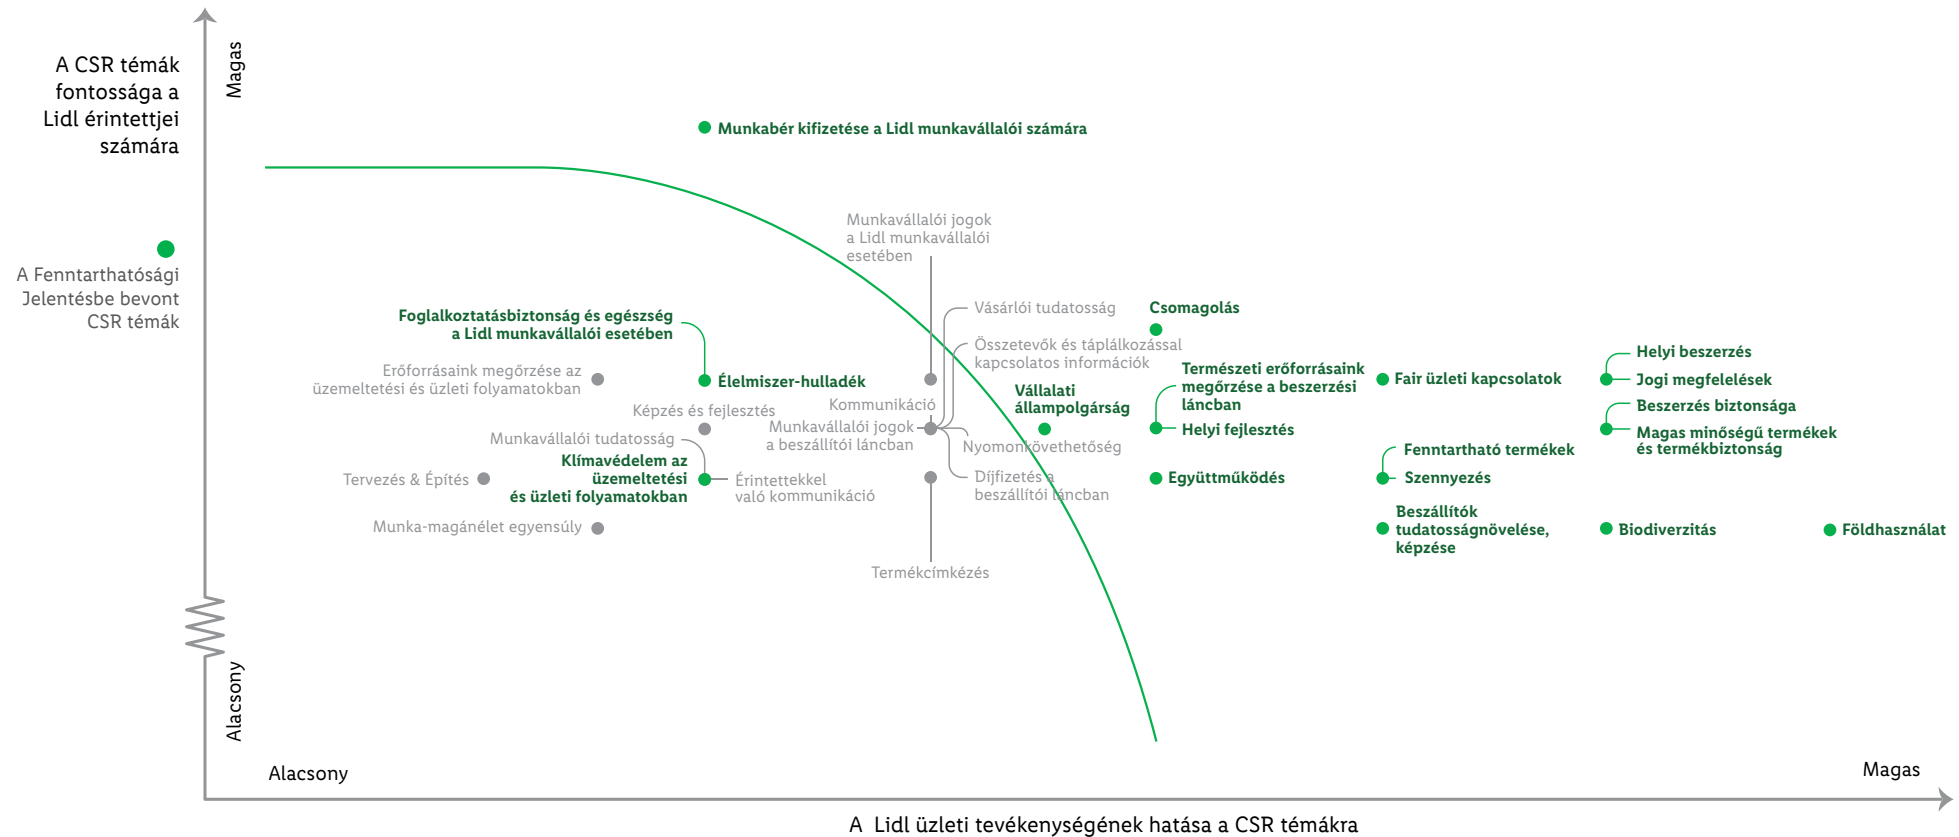 A CSR témák
fontossága a
Lidl érintettjei
számára
Magas
A Fenntarthatósági
Jelentésbe bevont
CSR témák
Munkabér kifizetése a Lidl munkavállalói számára
Munkavállalói jogok
a Lidl munkavállalói
esetében
Foglalkoztatásbiztonság és egészség
a Lidl munkavállalói esetében
Vásárlói tudatosság
Csomagolás
Összetevők és táplálkozással
kapcsolatos információk
Erőforrásaink megőrzése az
üzemeltetési és üzleti folyamatokban
Élelmiszer-hulladék
Természeti erőforrásaink
megőrzése a beszerzési
láncban
Fair üzleti kapcsolatok
Helyi beszerzés
Jogi megfelelések
Képzés és fejlesztés
Kommunikáció
Vállalati
állampolgárság
Munkavállalói jogok
a beszállítói láncban
Helyi fejlesztés
Beszerzés biztonsága
Magas minőségű termékek
és termékbiztonság
Munkavállalói tudatosság
Nyomonkövethetőség
Klímavédelem az
üzemeltetési
és üzleti folyamatokban
Tervezés & Építés
Érintettekkel
való kommunikáció
Díjfizetés a
beszállítói láncban
Együttműködés
Fenntartható termékek
Szennyezés
Munka-magánélet egyensúly
Beszállítók
tudatosságnövelése,
képzése
Biodiverzitás
Földhasználat
Termékcímkézés
Alacsony
Alacsony
Magas
A Lidl üzleti tevékenységének hatása a CSR témákra